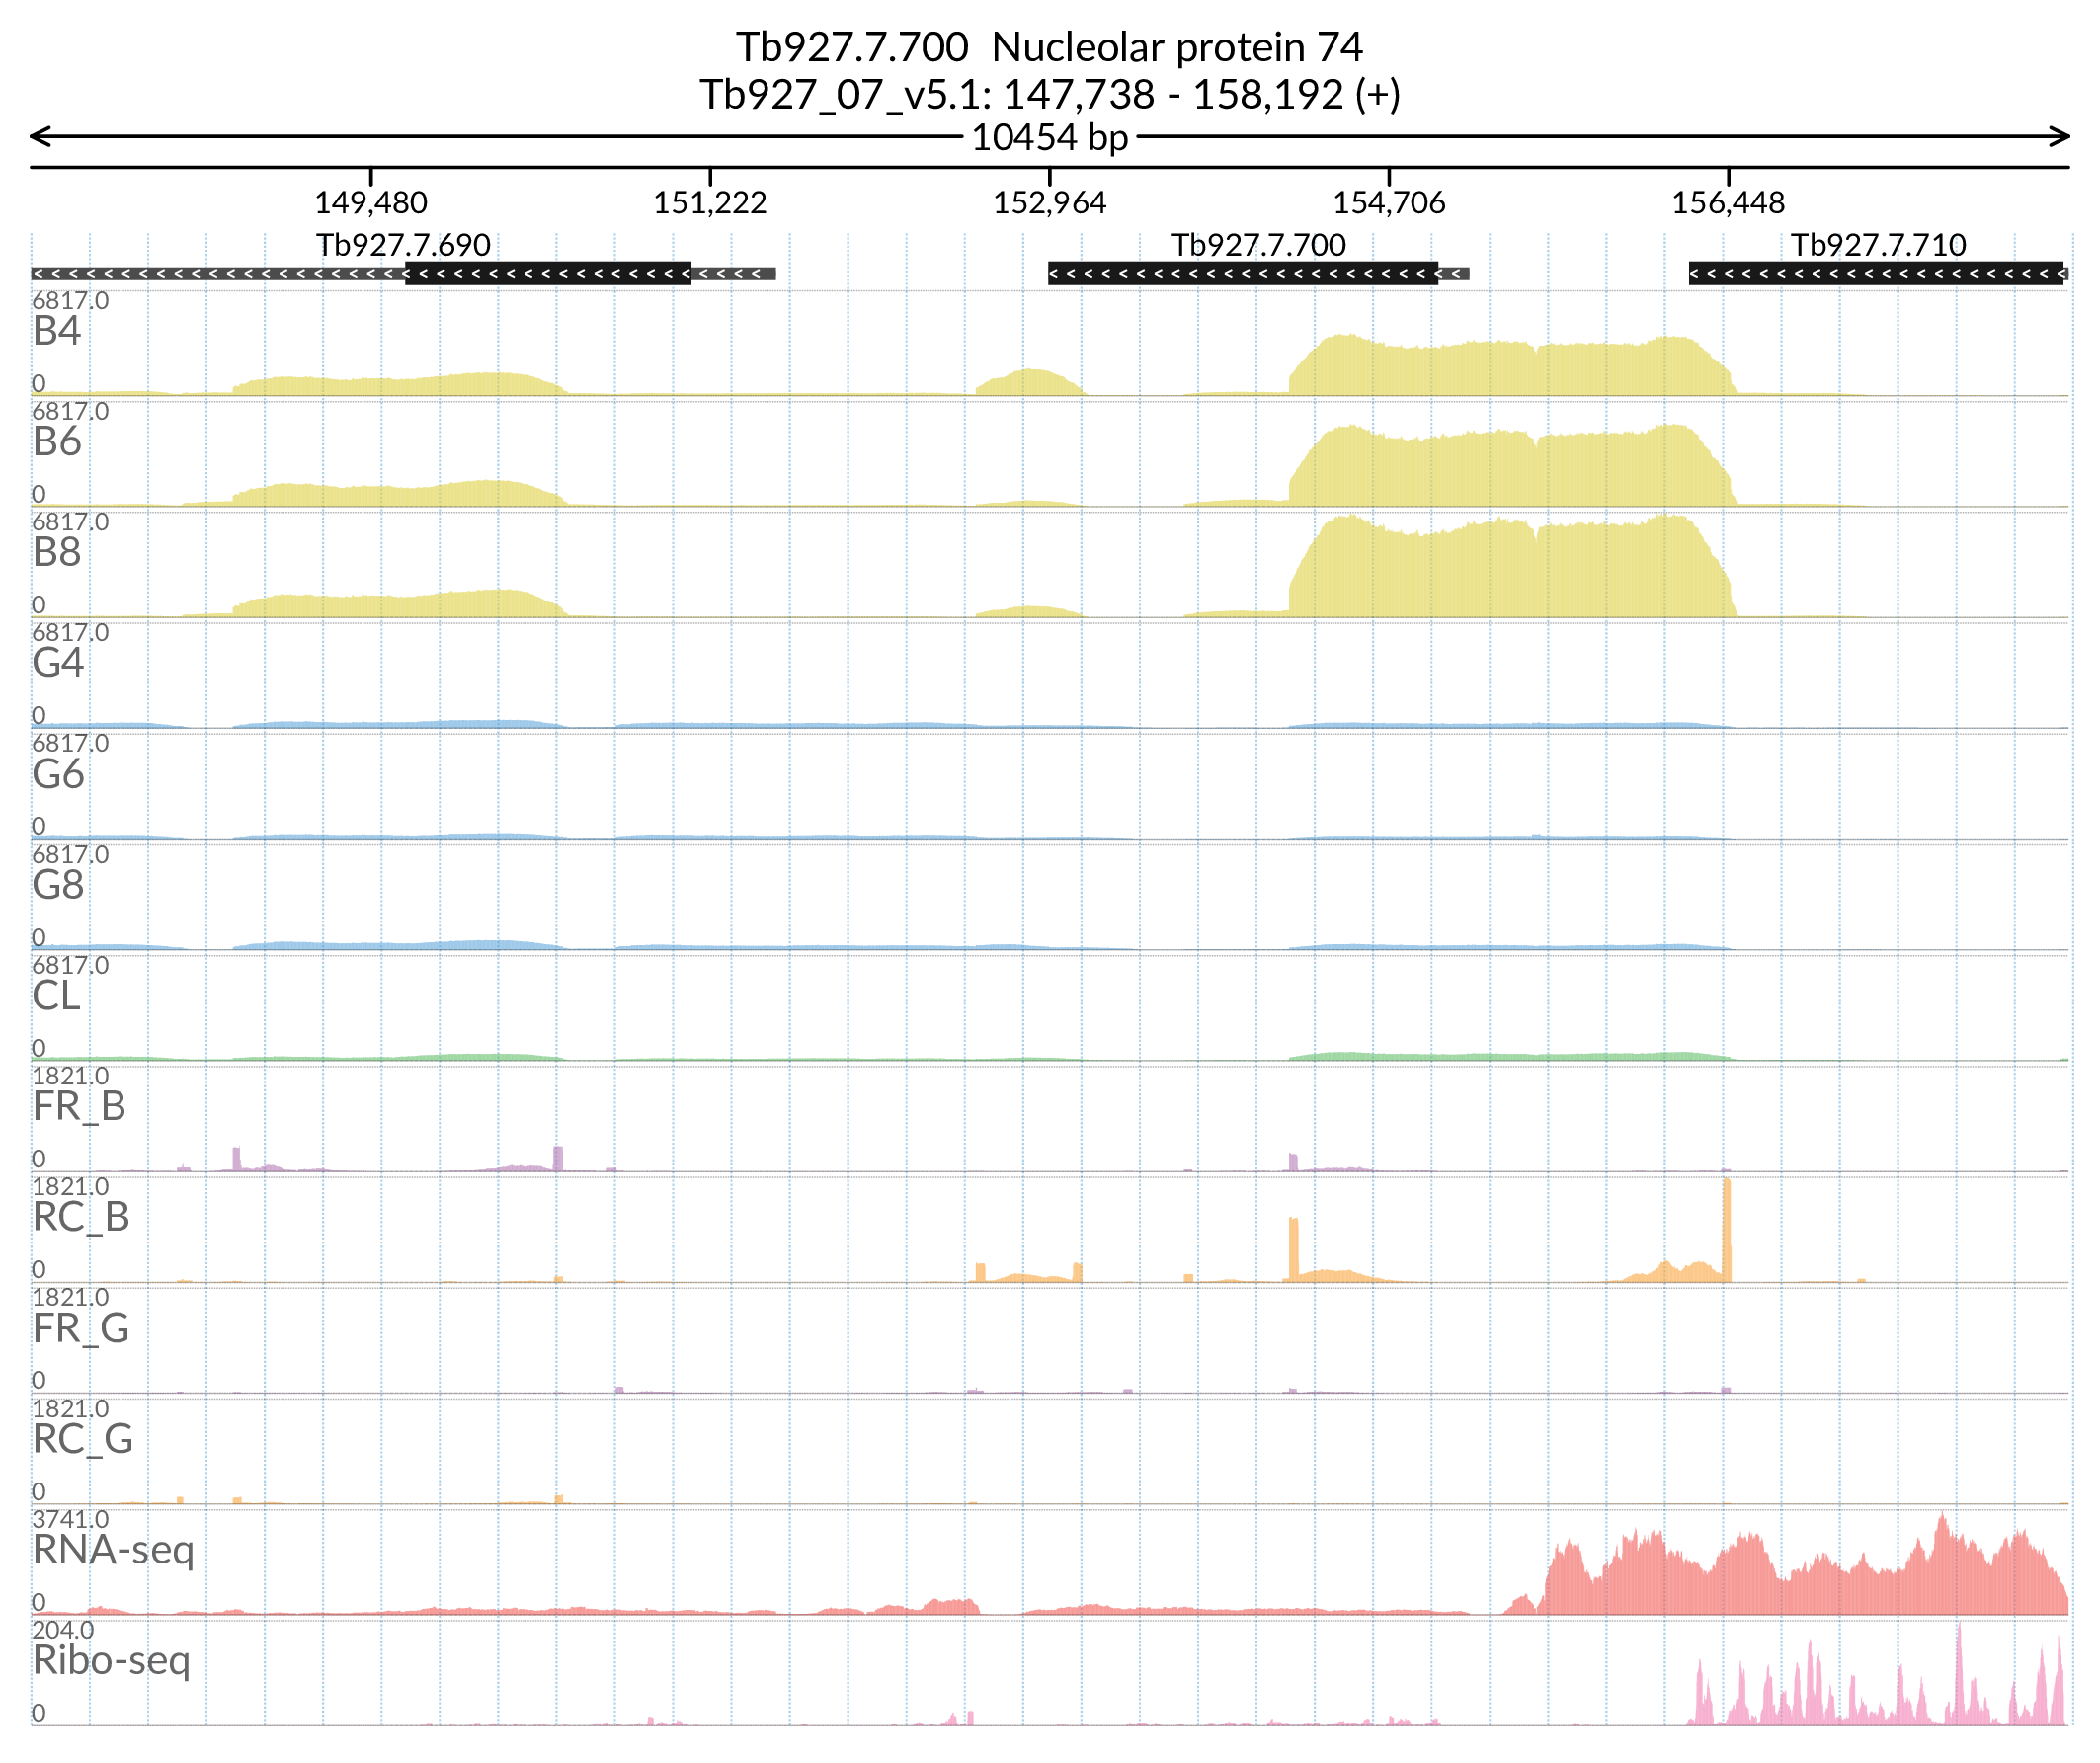 Tb927.7.700  Nucleolar protein 74
Tb927_07_v5.1: 147,738 - 158,192 (+)
10454 bp
149,480 151,222 152,964 154,706 156,448
Tb927.7.690 Tb927.7.700 Tb927.7.710
6817.0
B4
0
6817.0
B6
0
6817.0
B8
0
6817.0
G4
0
6817.0
G6
0
6817.0
G8
0
6817.0
CL
0
1821.0
FR_B
0
1821.0
RC_B
0
1821.0
FR_G
0
1821.0
RC_G
0
3741.0
RNA-seq
0
204.0
Ribo-seq
0